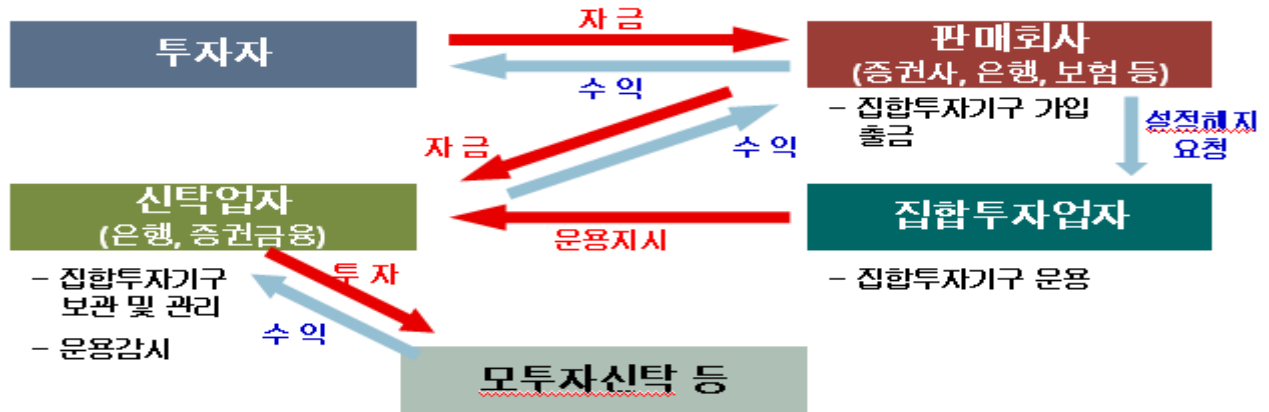 자 금
투자자
판매회사
(증권사, 은행, 보험 등)
수 익
– 집합투자기구 가입
출금
설정해지
요청
자 금
수 익
신탁업자
(은행, 증권금융)
집합투자업자
운용지시
– 집합투자기구
보관 및 관리
– 운용감시
투 자
수 익
– 집합투자기구 운용
모투자신탁 등